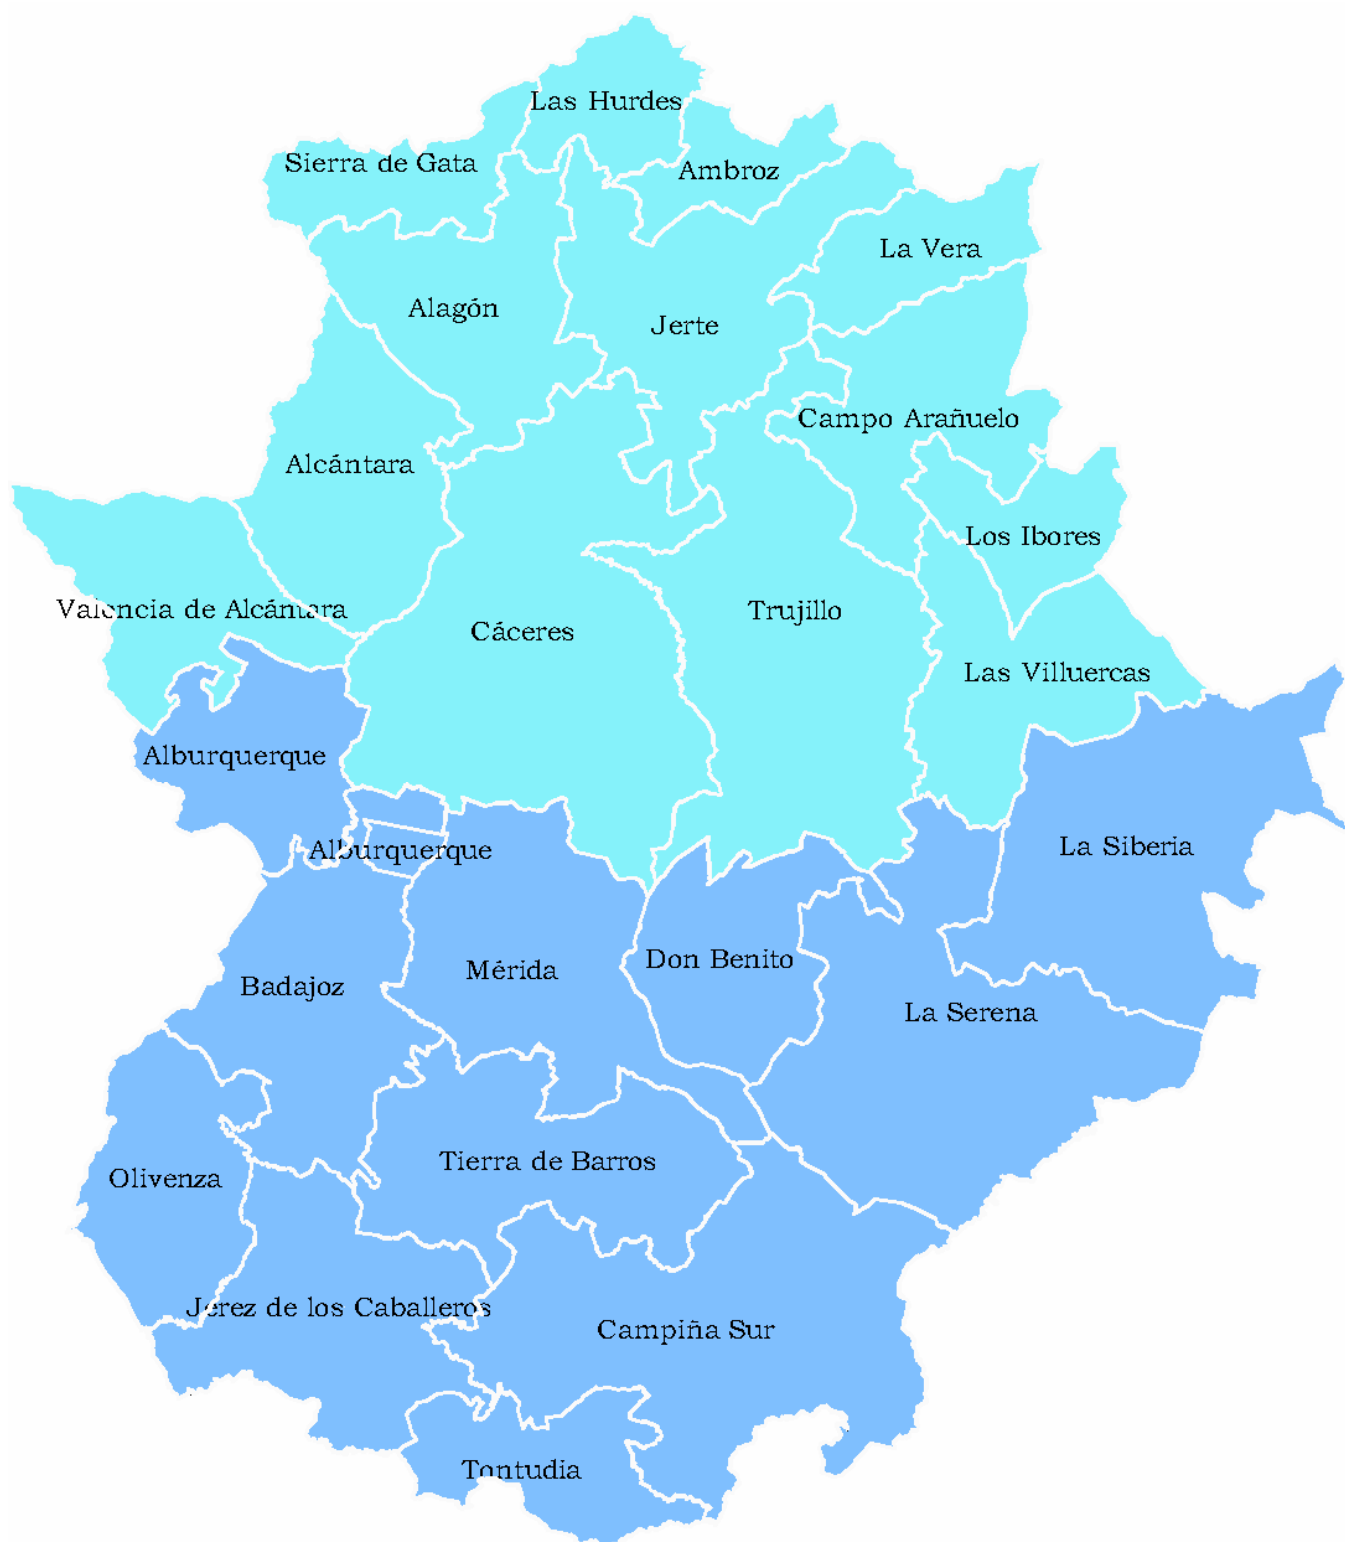 Las Hurdes
Sierra de Gata
Ambroz
La Vera
Alagón
Jerte
Campo Arañuelo
Alcántara
Los Ibores
Valencia de Alcántara
Trujillo
Cáceres
Las Villuercas
Alburquerque
La Siberia
Alburquerque
Don Benito
Mérida
Badajoz
La Serena
Tierra de Barros
Olivenza
Jerez de los Caballeros
Campiña Sur
Tontudia